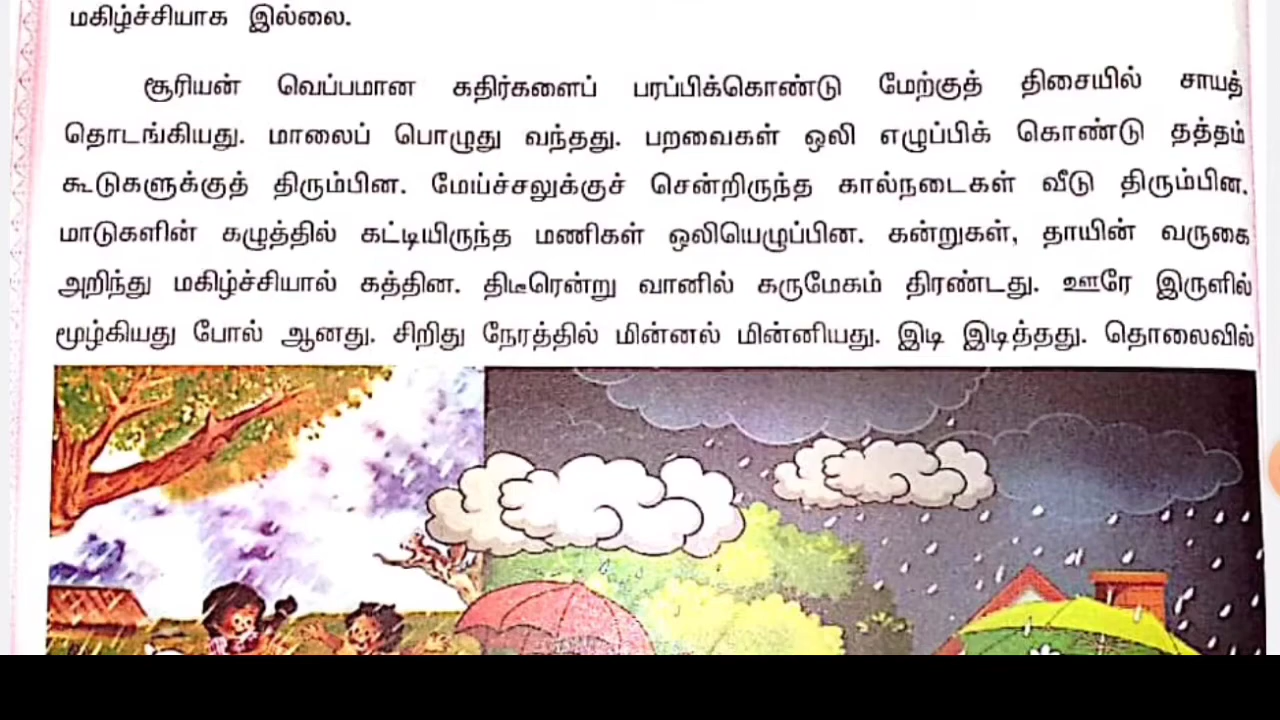 மகிழ்ச்சியாக இல்லை.
சூரியன் வெப்பமான கதிர்களைப் பரப்பிக்கொண்டு மேற்குத் திசையில் சாயத்
தொடங்கியது. மாலைப் பொழுது வந்தது. பறவைகள் ஒலி எழுப்பிக் கொண்டு தத்தம்
கூடுகளுக்குத் திரும்பின. மேய்ச்சலுக்குச் சென்றிருந்த கால்நடைகள் வீடு திரும்பின.
மாடுகளின் கழுத்தில் கட்டியிருந்த மணிகள் ஒலியெழுப்பின. கன்றுகள், தாயின் வருகை
அறிந்து மகிழ்ச்சியால் கத்தின. திடீரென்று வானில் கருமேகம் திரண்டது. ஊரே இருளில்
மூழ்கியது போல் ஆனது. சிறிது நேரத்தில் மின்னல் மின்னியது. இடி இடித்தது. தொலைவில்